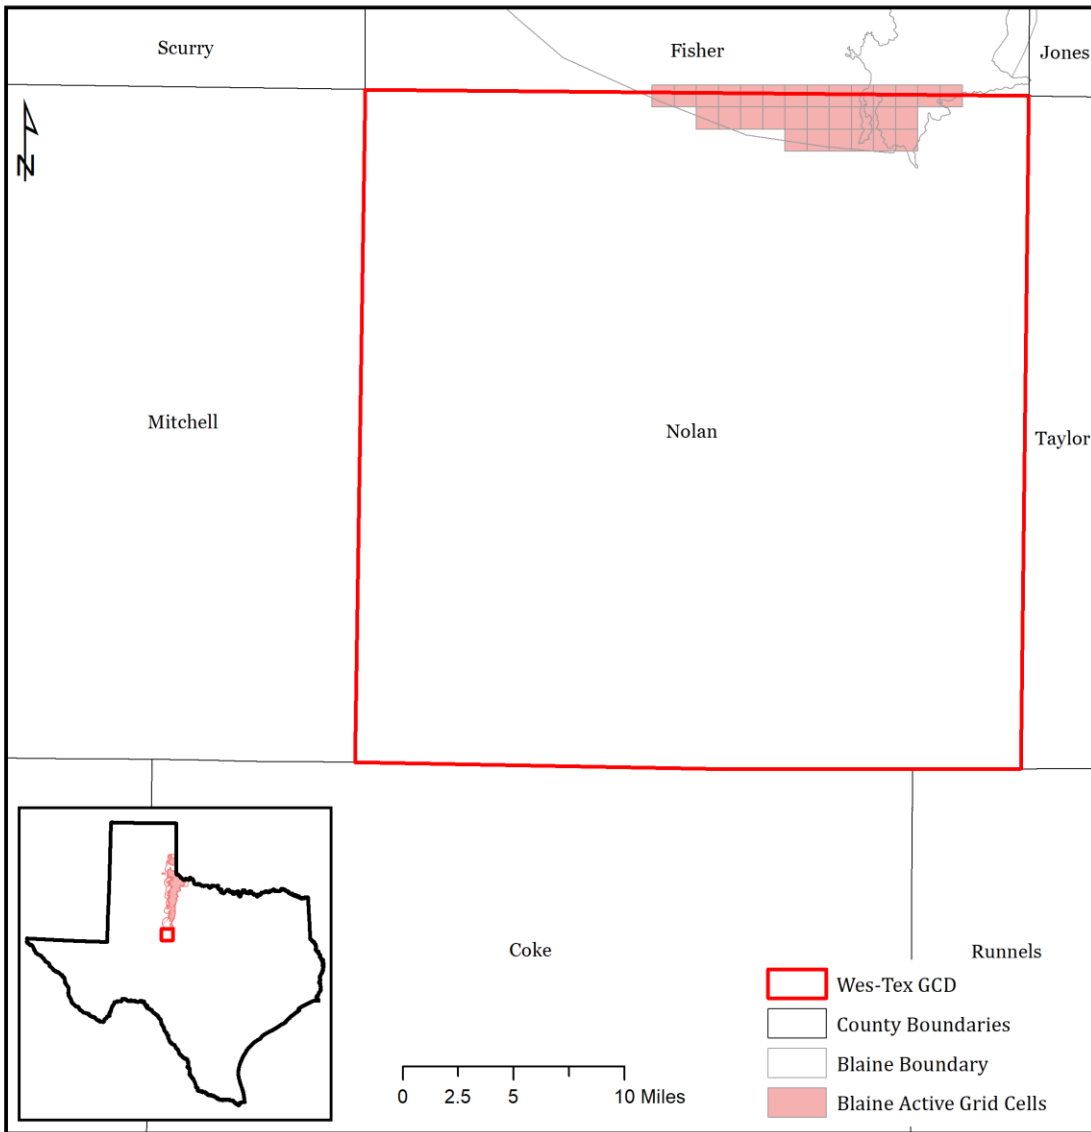 Scurry
Fisher
Jones
N
Mitchell
Nolan
Taylor
Coke
Runnels
Wes-Tex GCD
County Boundaries
Blaine Boundary
Blaine Active Grid Cells
0 2.5 5 10 Miles